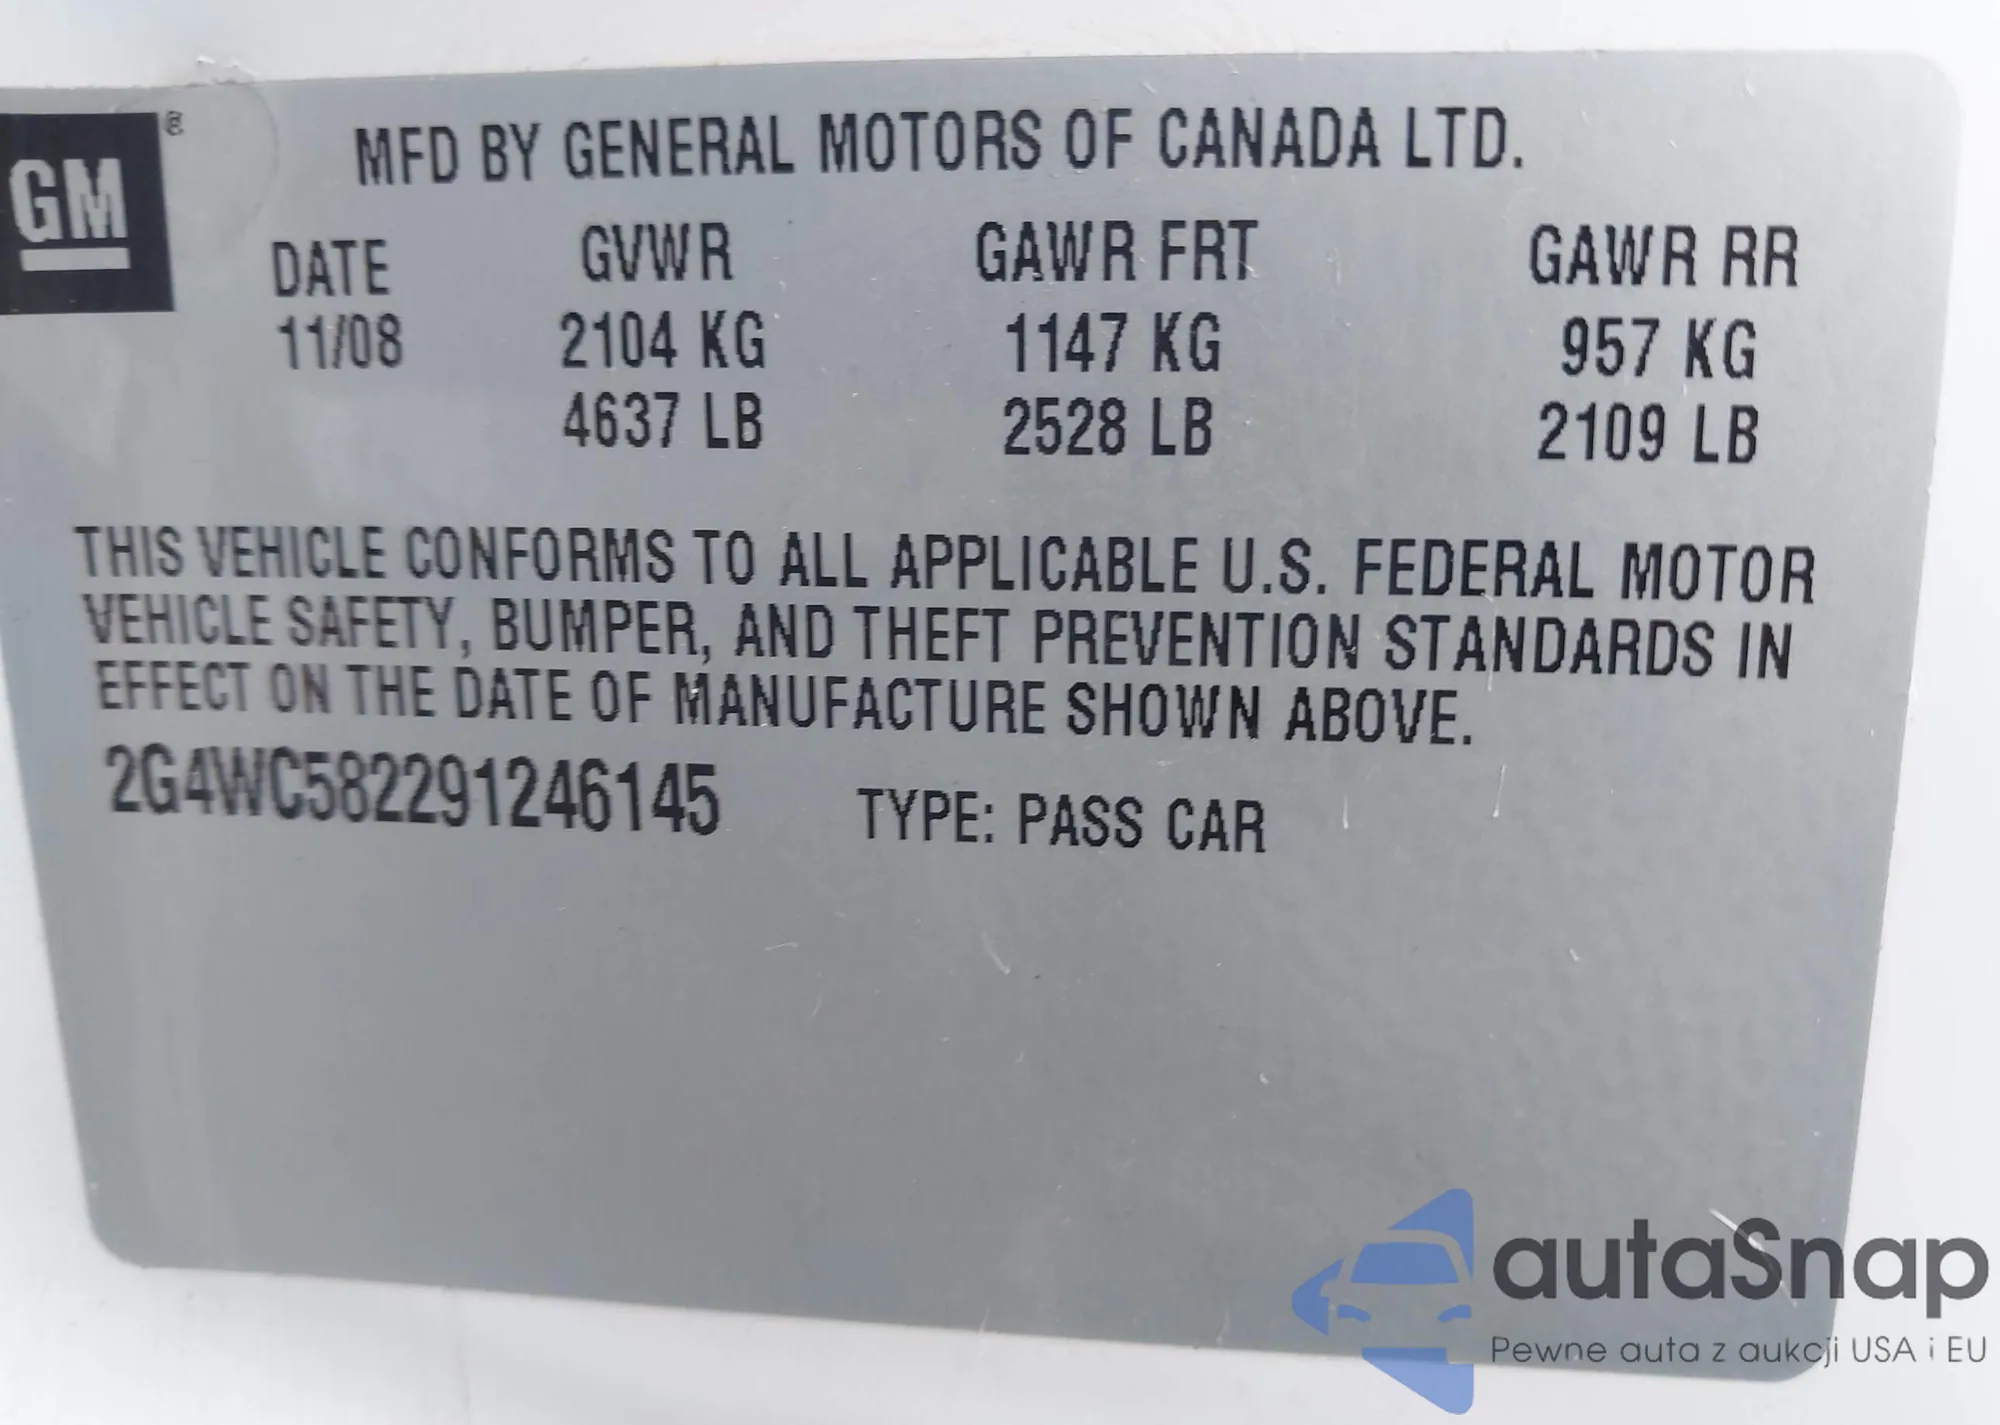 GM ®
MFD BY GENERAL MOTORS OF CANADA LTD.
DATE GVWR GAWR FRT GAWR RR
11/08 2104 KG 1147 KG 957 KG
4637 LB 2528 LB 2109 LB
THIS VEHICLE CONFORMS TO ALL APPLICABLE U.S. FEDERAL MOTOR
VEHICLE SAFETY, BUMPER, AND THEFT PREVENTION STANDARDS IN
EFFECT ON THE DATE OF MANUFACTURE SHOWN ABOVE.
2G4WC582291246145 TYPE: PASS CAR
autaSnap
Pewne auta z aukcji USA i EU